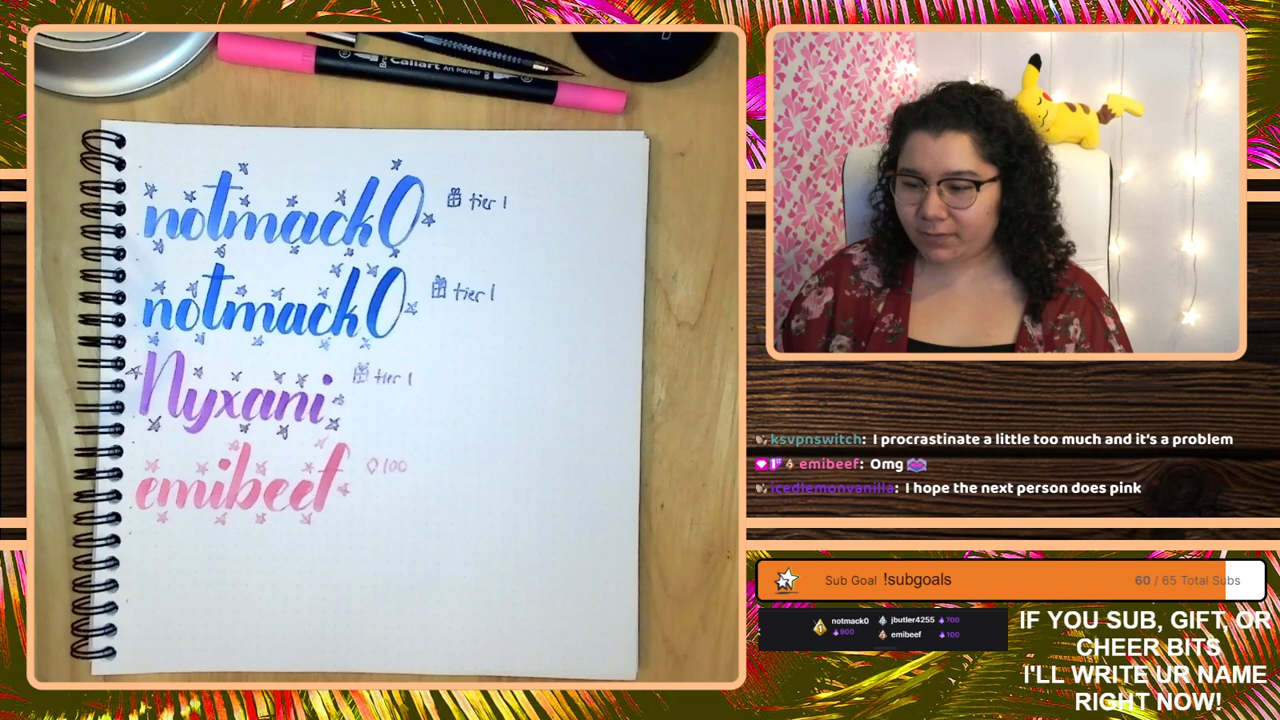 Caliart Art Marker
notmack0 tier 1
notmack0 tier 1
Nyxani tier 1
emibeef 100
ksvpnswitch: I procrastinate a little too much and it's a problem
emibeef: Omg
icedlemonvanilla: I hope the next person does pink
Sub Goal !subgoals 60 / 65 Total Subs
1 notmack0 900
jbutler4255 700
emibeef 100
IF YOU SUB, GIFT, OR
CHEER BITS
I'LL WRITE UR NAME
RIGHT NOW!